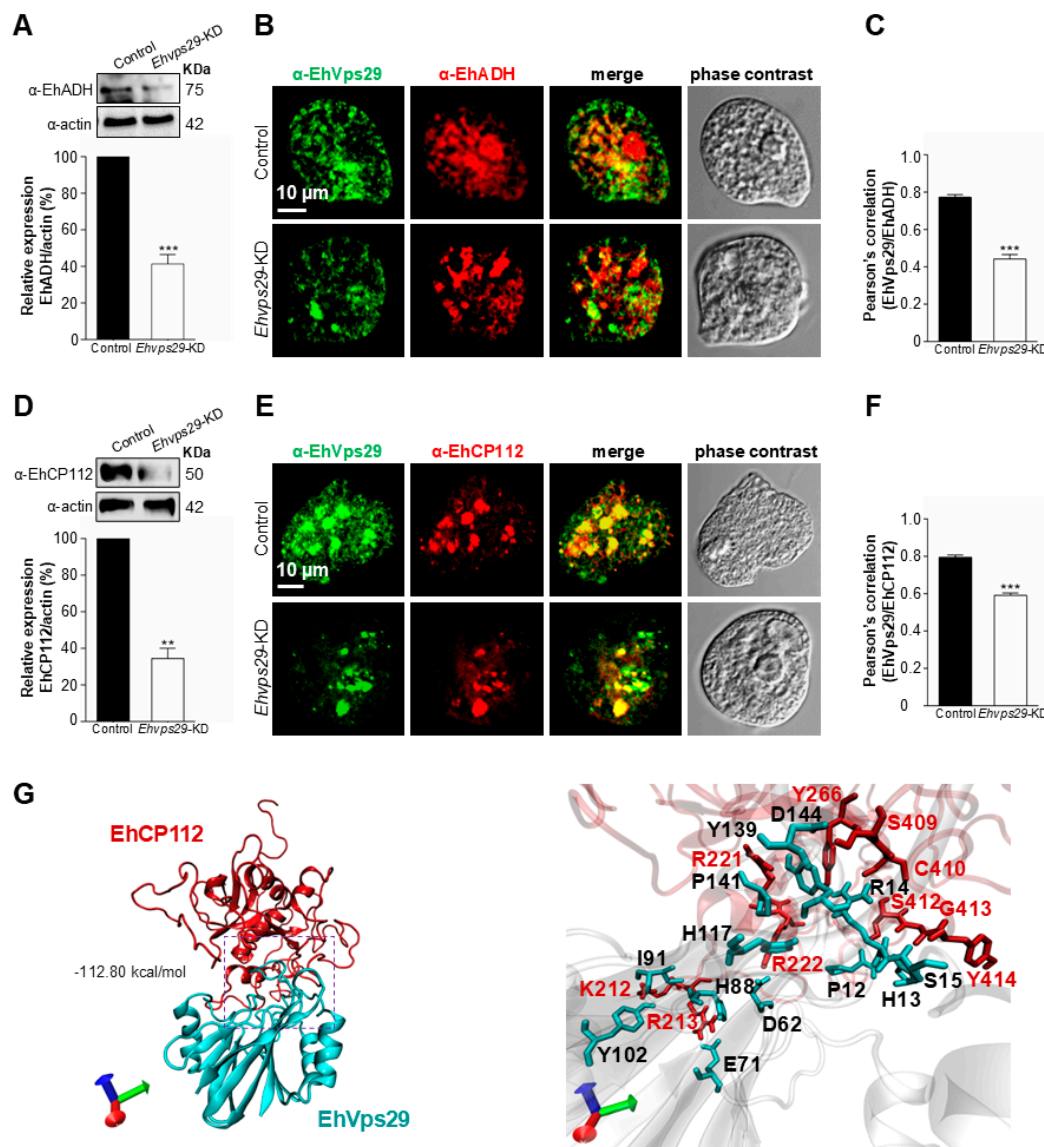 A
Control
Ehvps29-KD
KDa
α-EhADH
75
α-actin
42
Relative expression
EhADH/actin (%)
100
80
60
40
20
0
***
Control
Ehvps29-KD
B
α-EhVps29
α-EhADH
merge
phase contrast
Control
10 μm
Ehvps29-KD
C
Pearson's correlation
(EhVps29/EhADH)
1.0
0.8
0.6
0.4
0.2
0
***
Control
Ehvps29-KD
D
Control
Ehvps29-KD
KDa
α-EhCP112
50
α-actin
42
Relative expression
EhCP112/actin (%)
100
80
60
40
20
0
**
Control
Ehvps29-KD
E
α-EhVps29
α-EhCP112
merge
phase contrast
Control
10 μm
Ehvps29-KD
F
Pearson's correlation
(EhVps29/EhCP112)
1.0
0.8
0.6
0.4
0.2
0
***
Control
Ehvps29-KD
G
EhCP112
-112.80 kcal/mol
EhVps29
Y266
D144
S409
Y139
R221
C410
P141
R14
S412
G413
H117
R222
Y414
I91
S15
K212
H88
P12
H13
R213
D62
Y102
E71